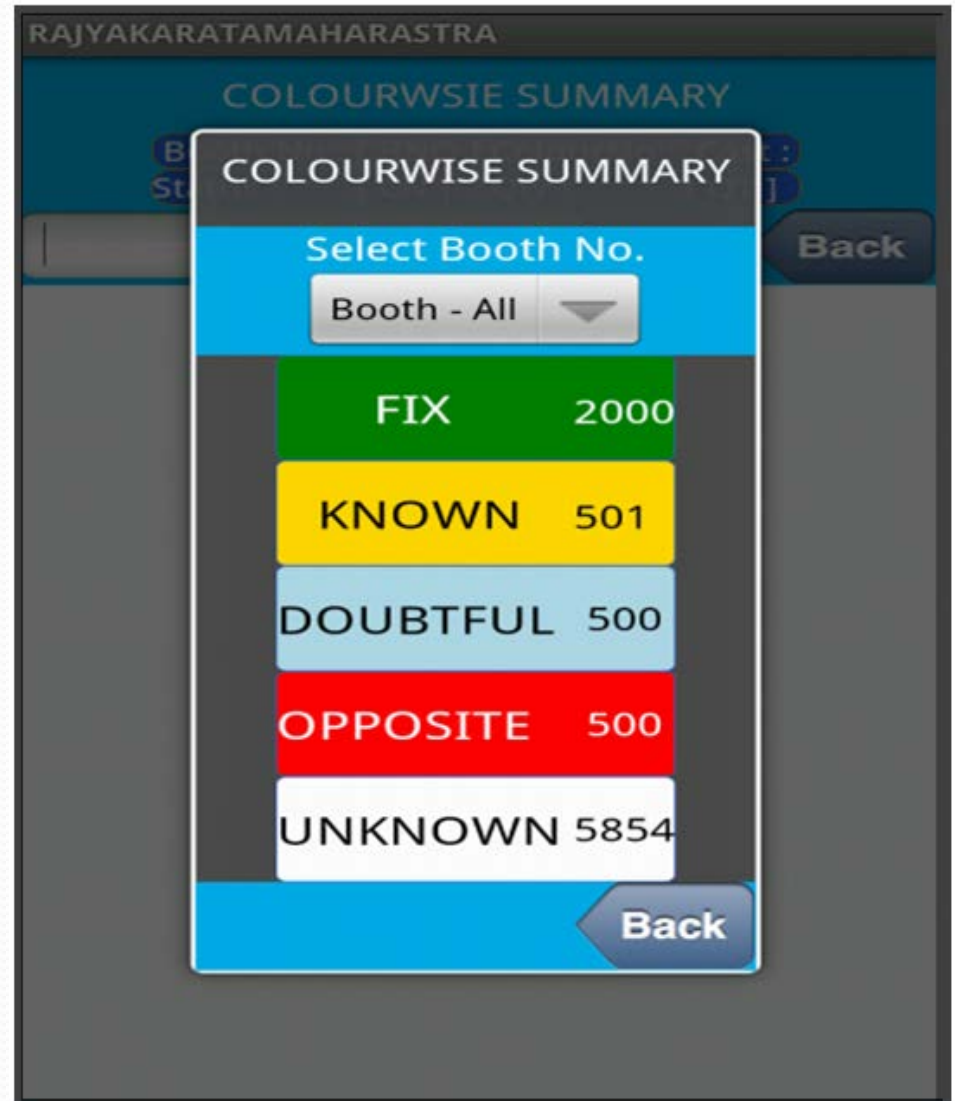 RAJYAKARATAMAHARASTRA
COLOURWSIE SUMMARY
COLOURWISE SUMMARY
Select Booth No.
Back
Booth - All
FIX 2000
KNOWN 501
DOUBTFUL 500
OPPOSITE 500
UNKNOWN 5854
Back